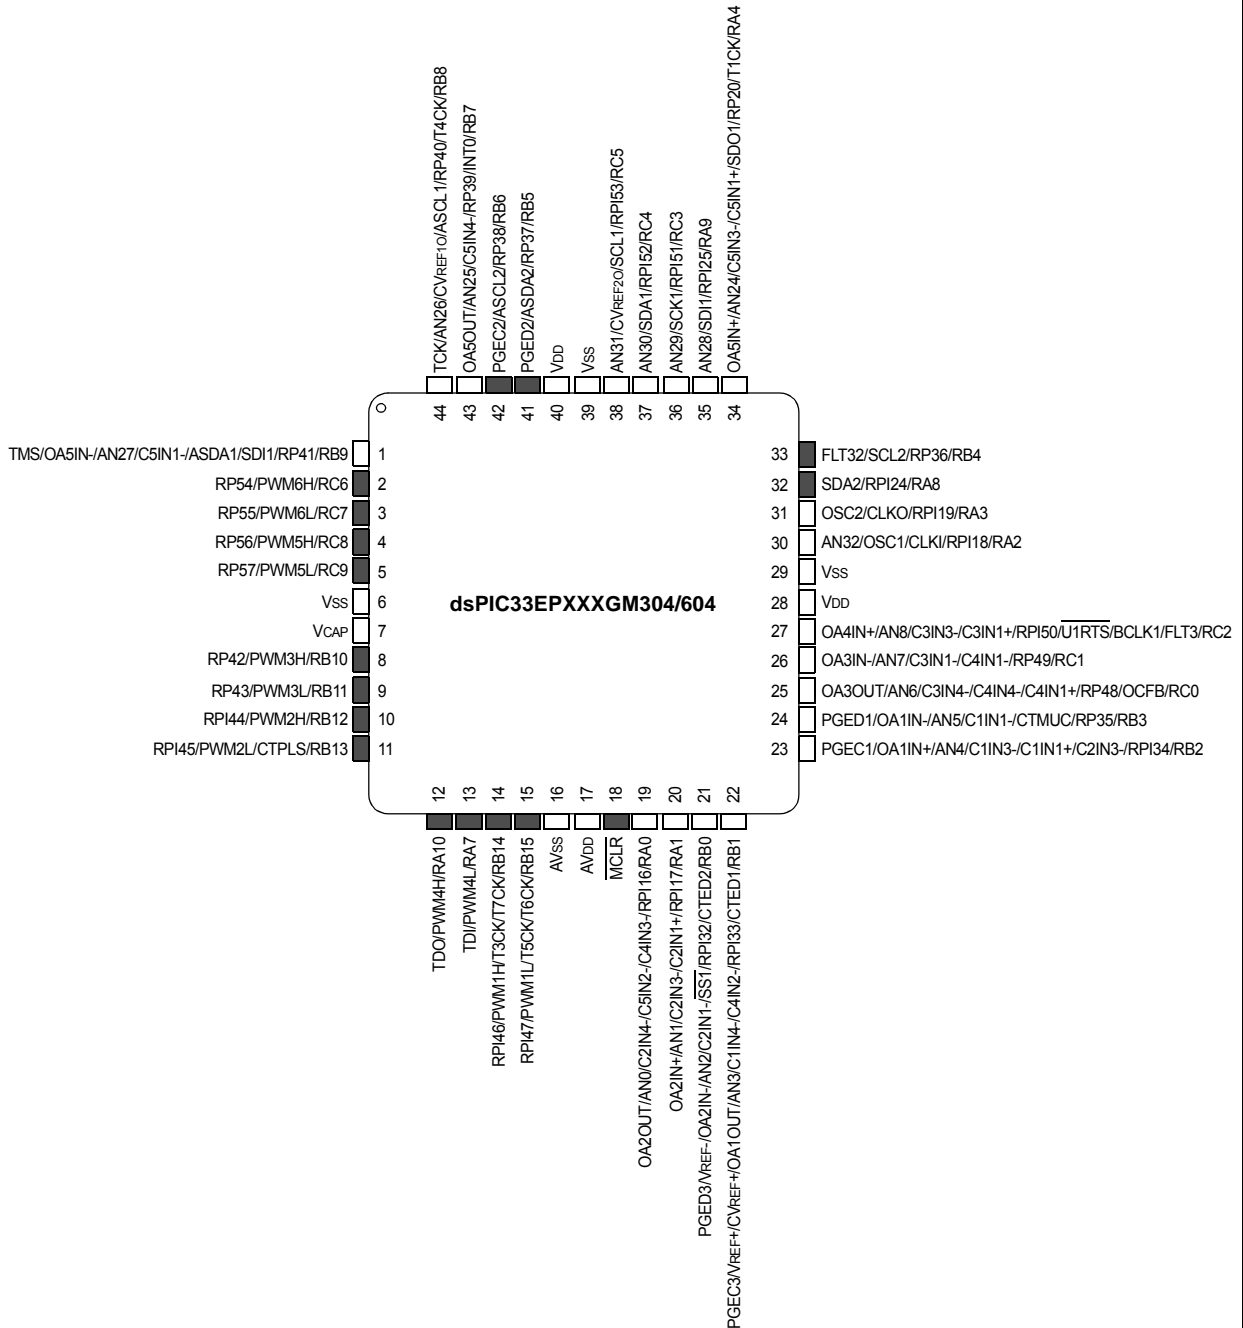 TCK/AN26/CVREF1O/ASCL1/RP40/T4CK/RB8
OA5OUT/AN25/C5IN4-/RP39/INT0/RB7
PGEC2/ASCL2/RP38/RB6
PGED2/ASDA2/RP37/RB5
VDD
VSS
AN31/CVREF2O/SCL1/RPI53/RC5
AN30/SDA1/RPI52/RC4
AN29/SCK1/RPI51/RC3
AN28/SDI1/RPI25/RA9
OA5IN+/AN24/C5IN3-/C5IN1+/SDO1/RP20/T1CK/RA4
44 43 42 41 40 39 38 37 36 35 34
TMS/OA5IN-/AN27/C5IN1-/ASDA1/SDI1/RP41/RB9 1
RP54/PWM6H/RC6 2
RP55/PWM6L/RC7 3
RP56/PWM5H/RC8 4
RP57/PWM5L/RC9 5
VSS 6
VCAP 7
RP42/PWM3H/RB10 8
RP43/PWM3L/RB11 9
RPI44/PWM2H/RB12 10
RPI45/PWM2L/CTPLS/RB13 11
dsPIC33EPXXXGM304/604
33 FLT32/SCL2/RP36/RB4
32 SDA2/RPI24/RA8
31 OSC2/CLKO/RPI19/RA3
30 AN32/OSC1/CLKI/RPI18/RA2
29 VSS
28 VDD
27 OA4IN+/AN8/C3IN3-/C3IN1+/RPI50/U1RTS/BCLK1/FLT3/RC2
26 OA3IN-/AN7/C3IN1-/C4IN1-/RP49/RC1
25 OA3OUT/AN6/C3IN4-/C4IN4-/C4IN1+/RP48/OCFB/RC0
24 PGED1/OA1IN-/AN5/C1IN1-/CTMUC/RP35/RB3
23 PGEC1/OA1IN+/AN4/C1IN3-/C1IN1+/C2IN3-/RPI34/RB2
12 13 14 15 16 17 18 19 20 21 22
TDO/PWM4H/RA10
TDI/PWM4L/RA7
RPI46/PWM1H/T3CK/T7CK/RB14
RPI47/PWM1L/T5CK/T6CK/RB15
AVSS
AVDD
MCLR
OA2OUT/AN0/C2IN4-/C5IN2-/C4IN3-/RPI16/RA0
OA2IN+/AN1/C2IN3-/C2IN1+/RPI17/RA1
PGED3/VREF-/OA2IN-/AN2/C2IN1-/SS1/RPI32/CTED2/RB0
PGEC3/VREF+/CVREF+/OA1OUT/AN3/C1IN4-/C4IN2-/RPI33/CTED1/RB1